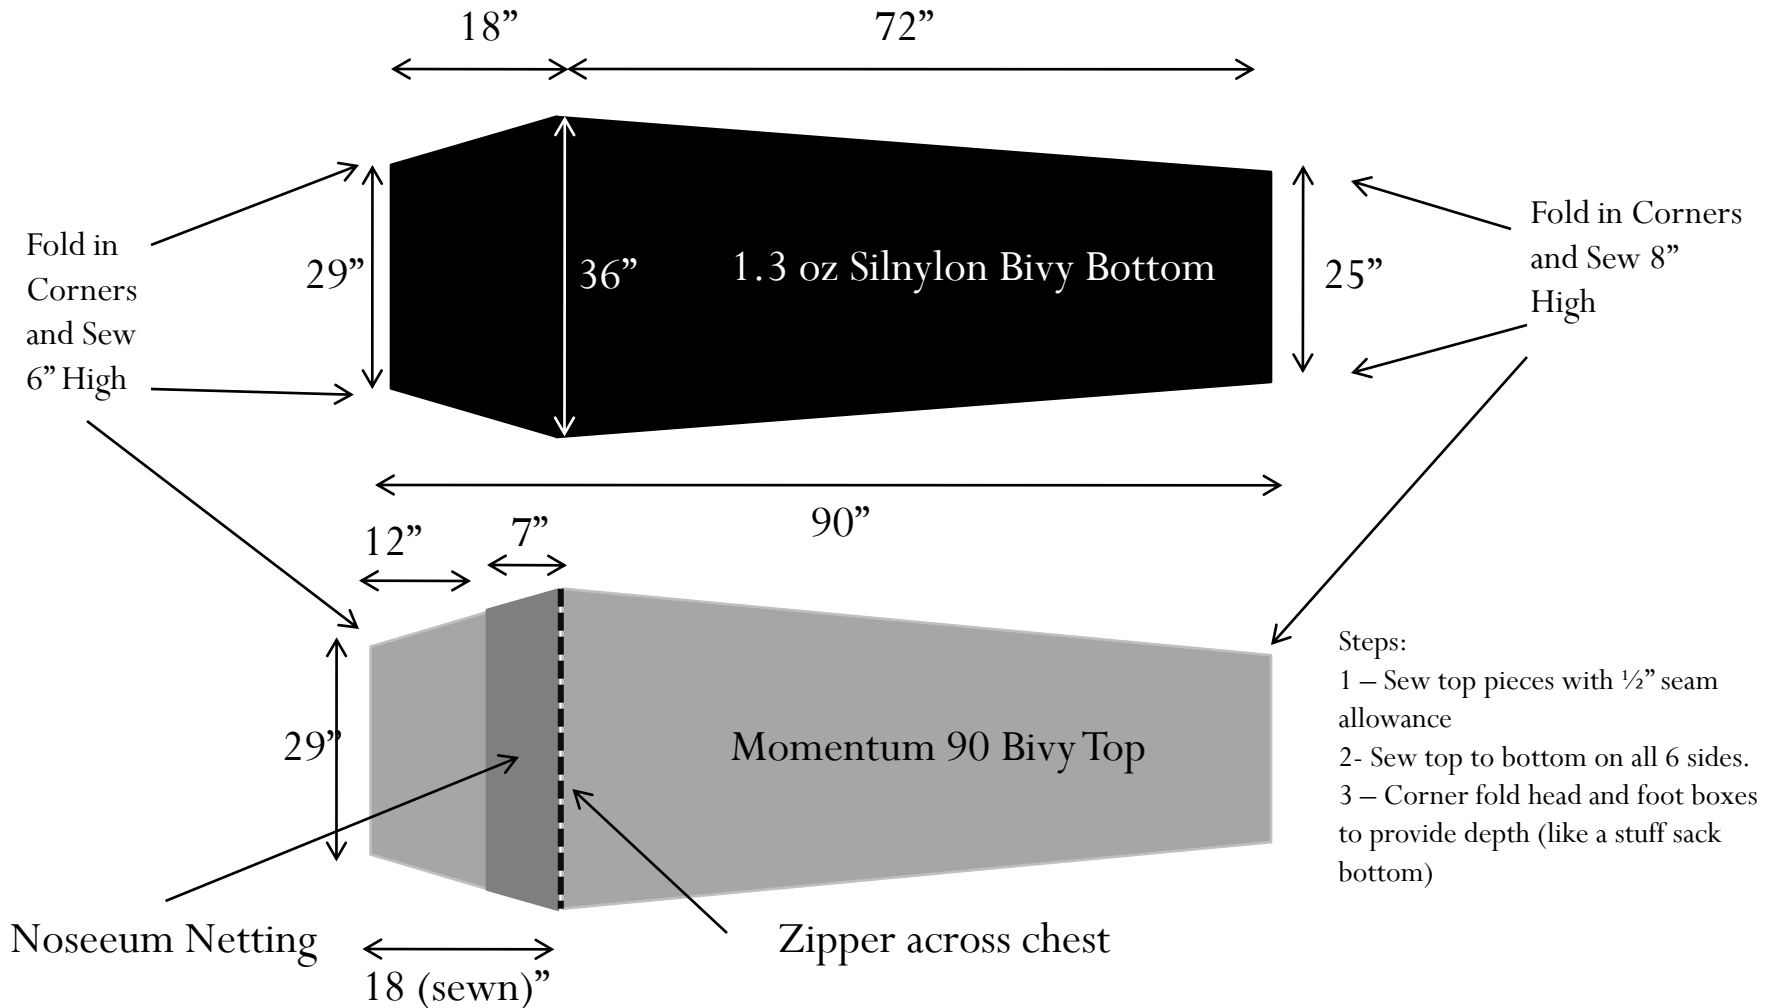 18”
72”
Fold in
Corners
and Sew
6” High
29”
36”
1.3 oz Silnylon Bivy Bottom
25”
Fold in Corners
and Sew 8”
High
90”
12”
7”
29”
Momentum 90 Bivy Top
Steps:
1 – Sew top pieces with ½” seam
allowance
2- Sew top to bottom on all 6 sides.
3 – Corner fold head and foot boxes
to provide depth (like a stuff sack
bottom)
Noseeum Netting
Zipper across chest
18 (sewn)”